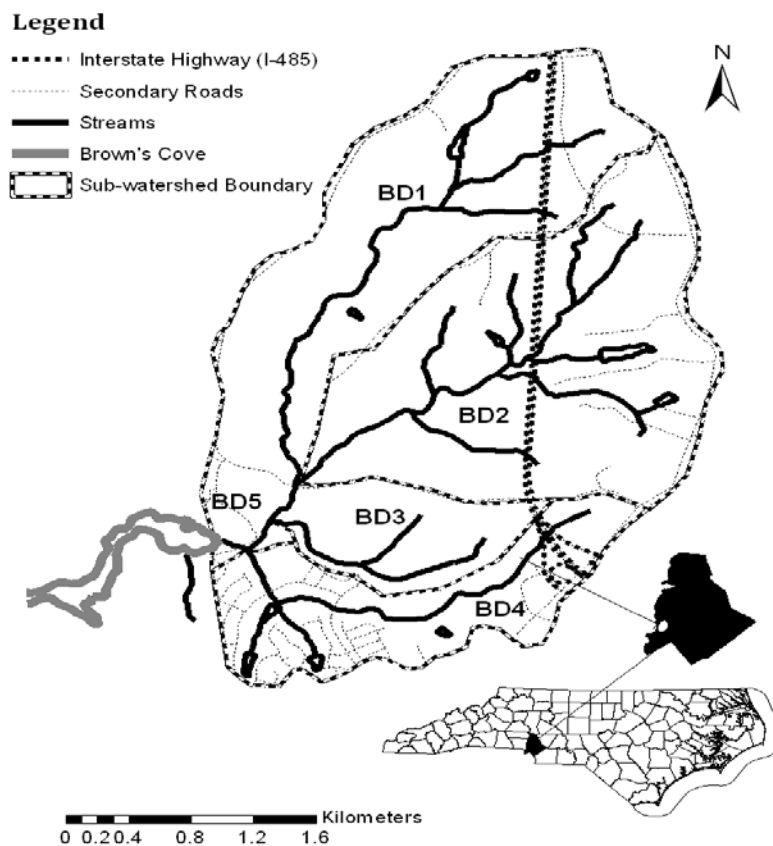 Legend
Interstate Highway (I-485)
Secondary Roads
Streams
Brown's Cove
Sub-watershed Boundary
N
BD1
BD2
BD5
BD3
BD4
Kilometers
0 0.2 0.4 0.8 1.2 1.6